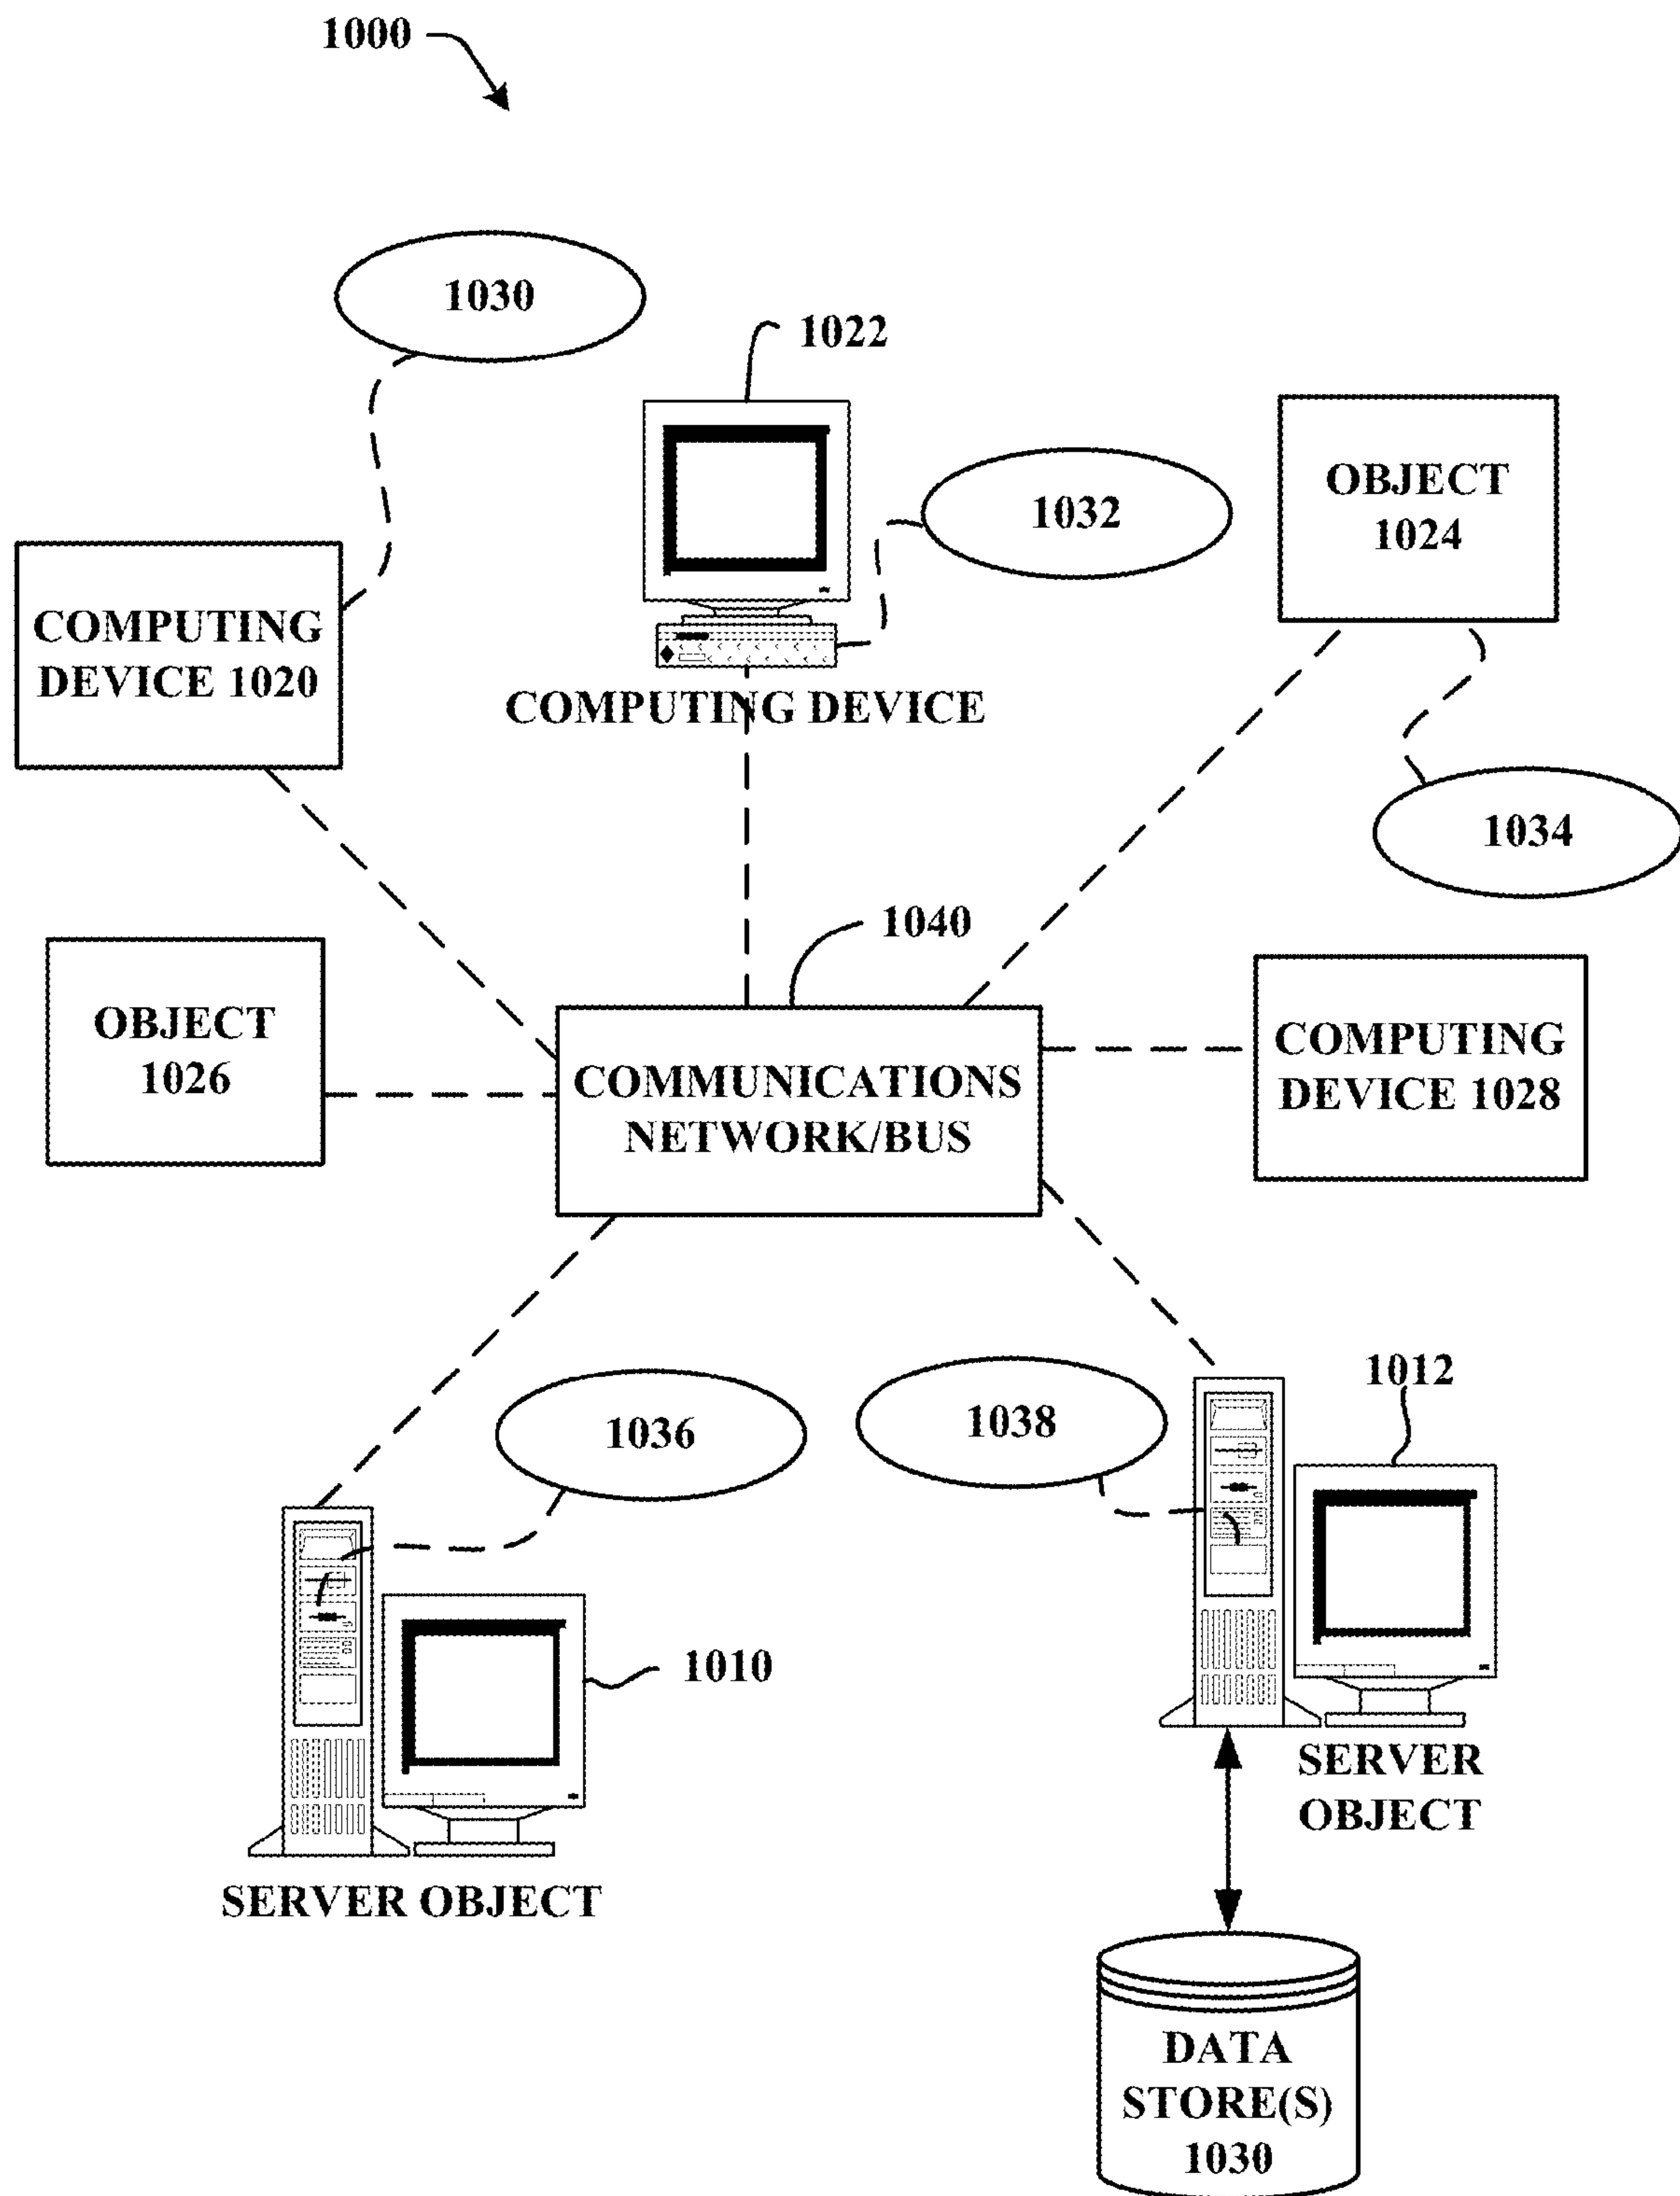 1000
1030
1022
1032
OBJECT
1024
COMPUTING
DEVICE 1020
COMPUTING DEVICE
1034
1040
OBJECT
1026
COMMUNICATIONS
NETWORK/BUS
COMPUTING
DEVICE 1028
1036
1038
1012
1010
SERVER
OBJECT
SERVER OBJECT
DATA
STORE(S)
1030